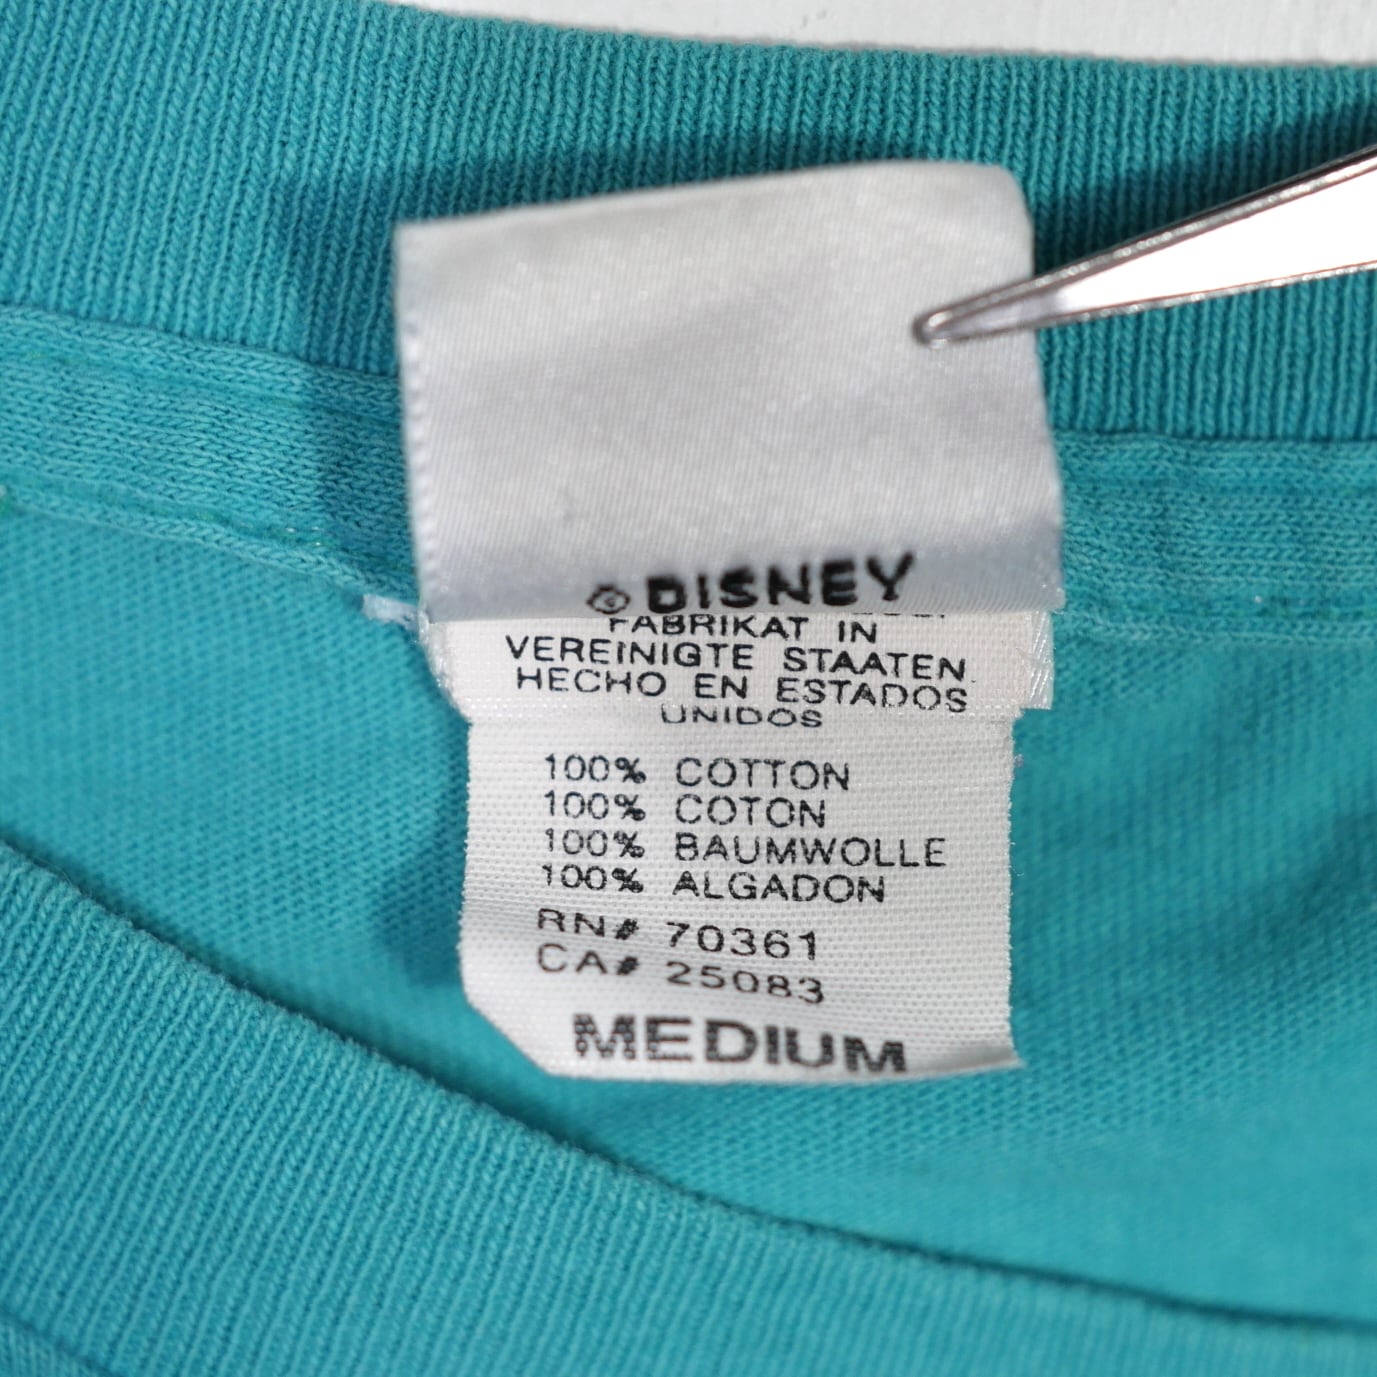 © DISNEY
FABRIKAT IN
VEREINIGTE STAATEN
HECHO EN ESTADOS
UNIDOS
100% COTTON
100% COTON
100% BAUMWOLLE
100% ALGADON
RN# 70361
CA# 25083
MEDIUM